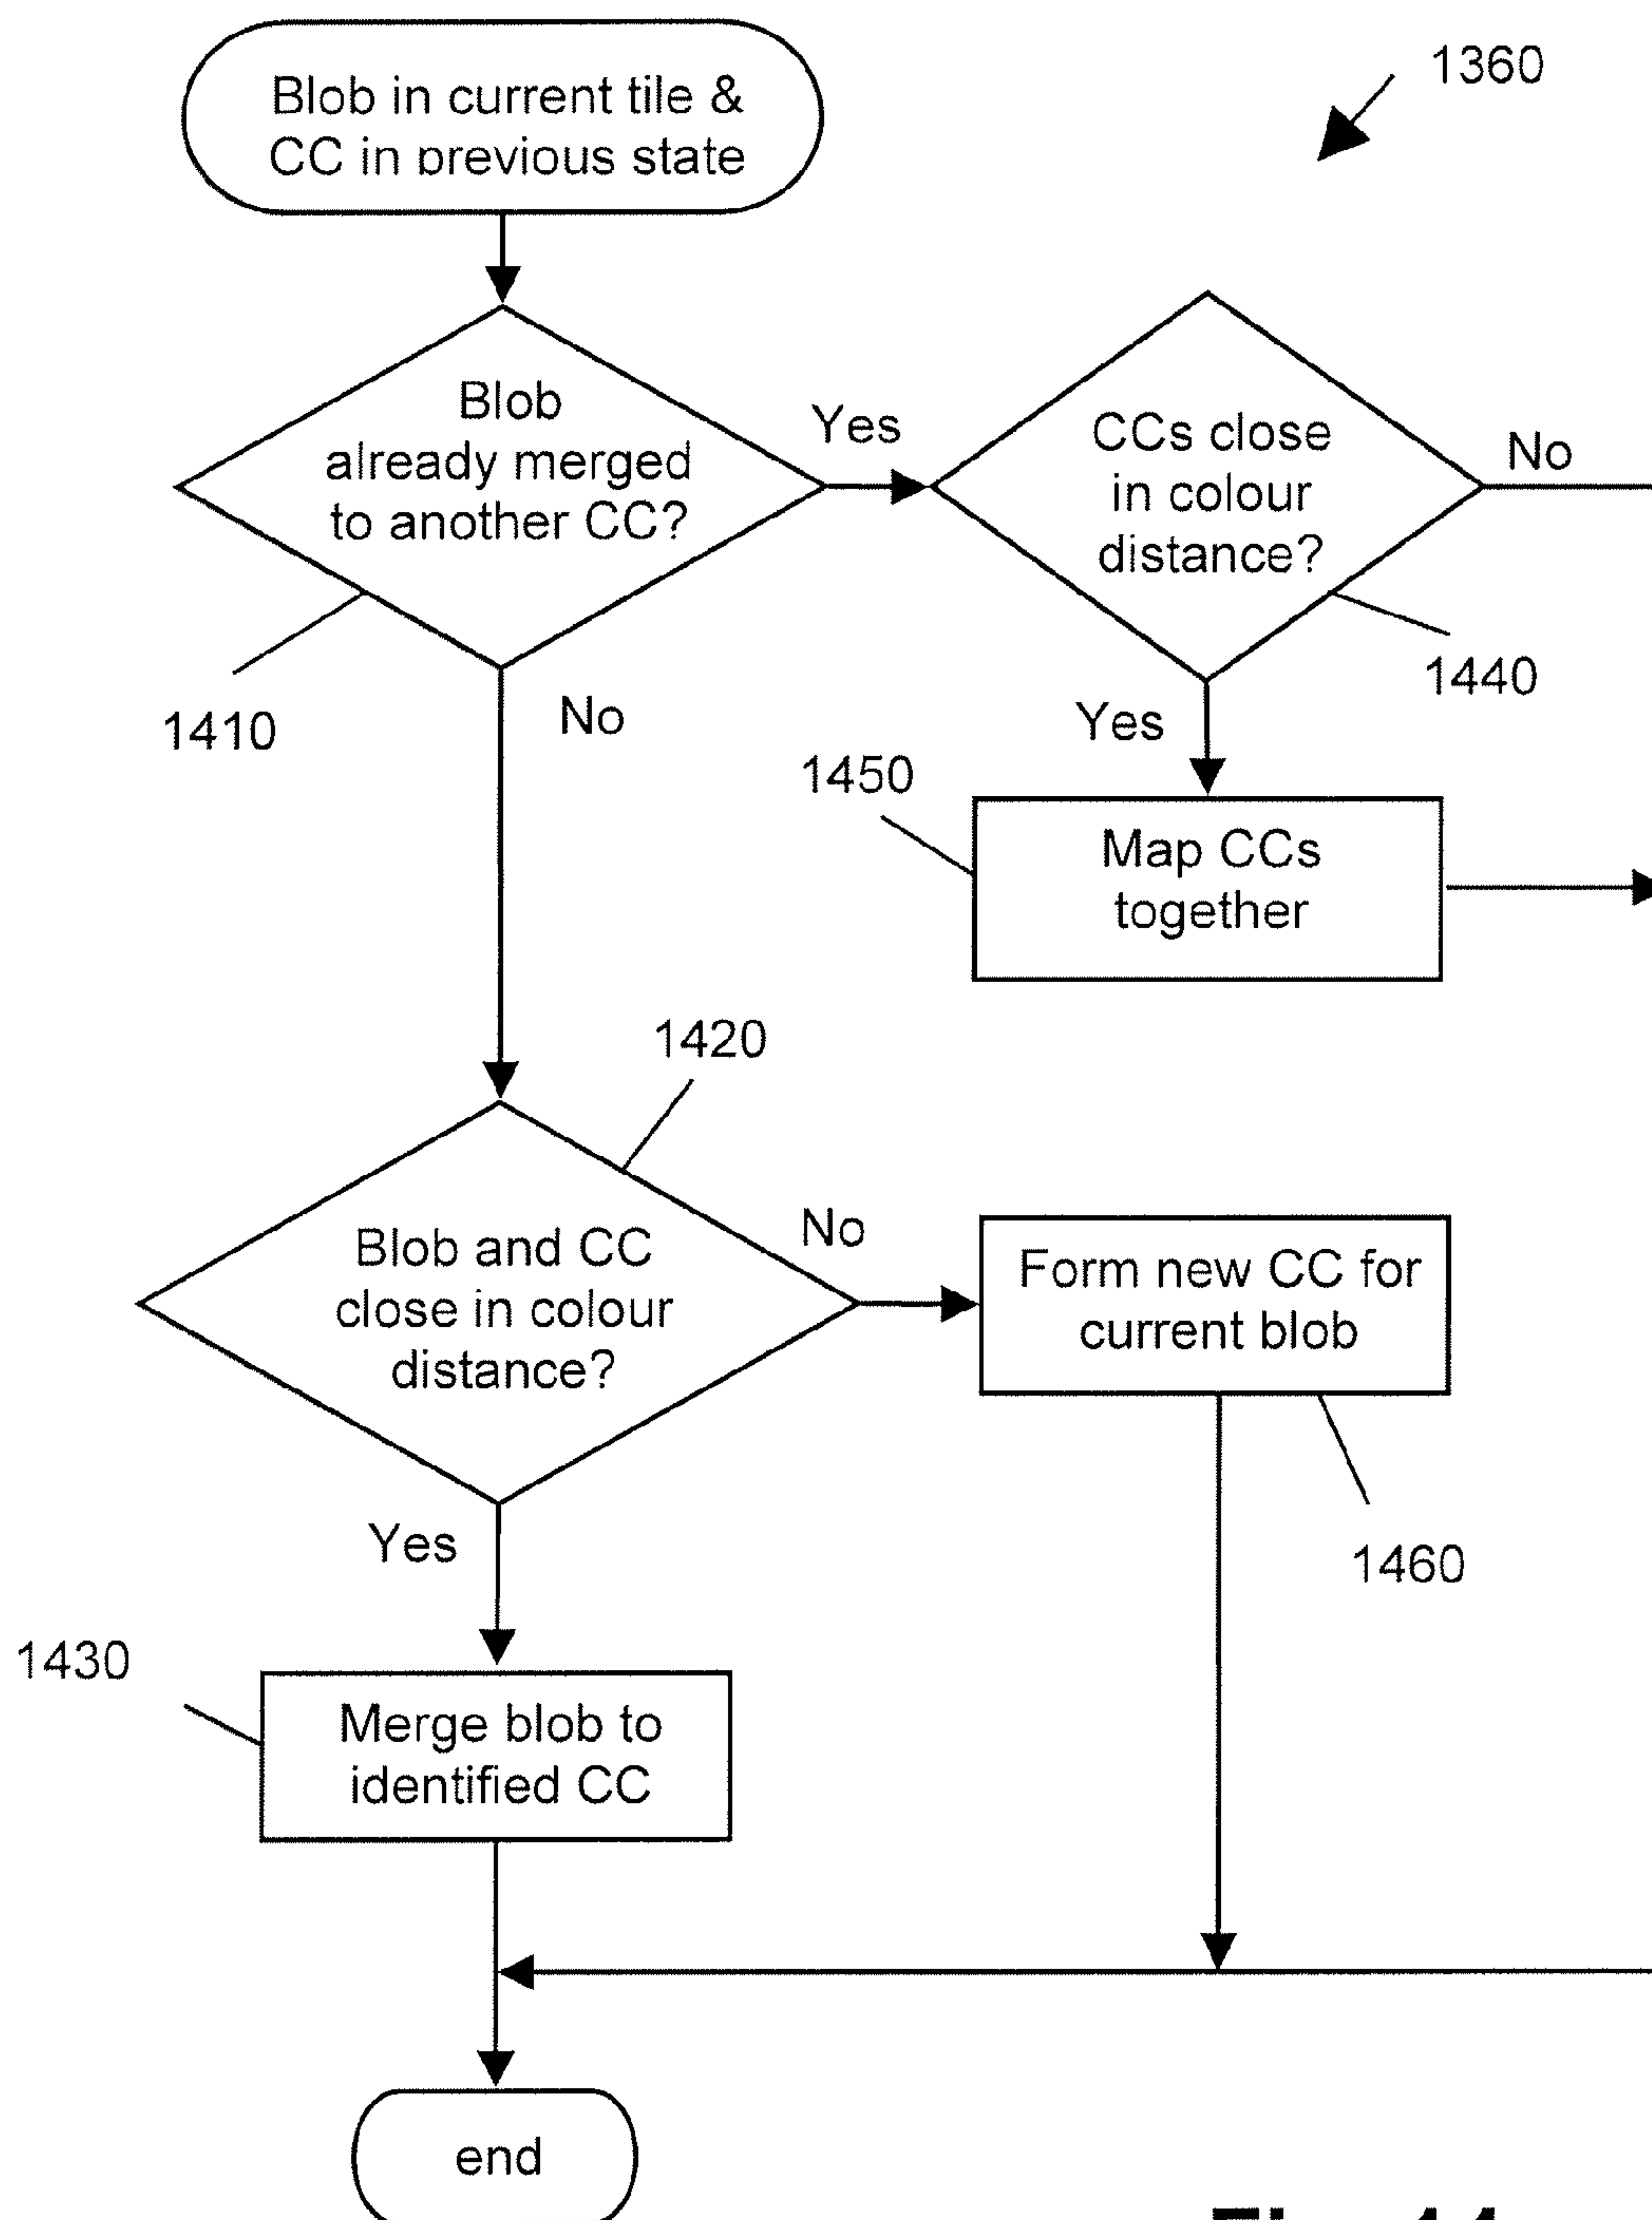 Blob in current tile &
CC in previous state
1360
Blob
already merged
to another CC?
Yes
CCs close
in colour
distance?
No
1410
No
1440
Yes
1450
Map CCs
together
1420
Blob and CC
close in colour
distance?
No
Form new CC for
current blob
Yes
1460
1430
Merge blob to
identified CC
end